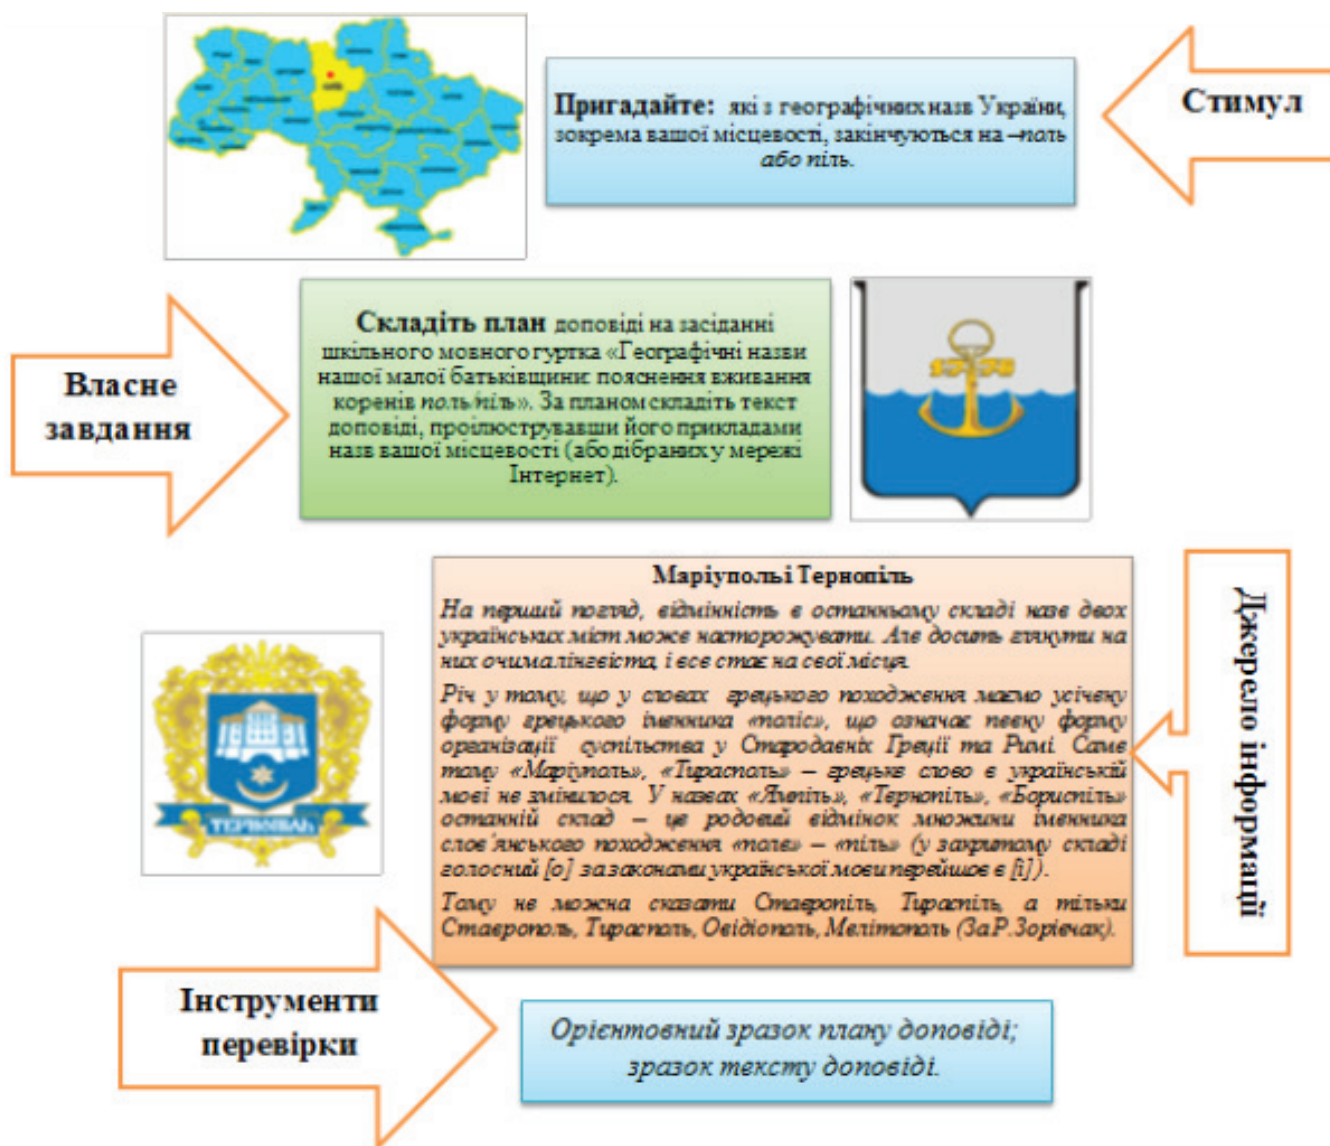 Пригадайте: які з географічних назв України,
зокрема вашої місцевості, закінчуються на –поль
або піль.
Стимул
Власне
завдання
Складіть план доповіді на засіданні
шкільного мовного гуртка «Географічні назви
нашої малої батьківщини: пояснення вживання
коренів поль/піль». За планом складіть текст
доповіді, проілюструвавши його прикладами
назв вашої місцевості (або дібраних у мережі
Інтернет).
1778
Маріуполь і Тернопіль
На перший погляд, відмінність в останньому складі назв двох
українських міст може насторожувати. Але досить глянути на
них очима лінгвіста, і все стає на свої місця.
Річ у тому, що у словах грецького походження маємо усічену
форму грецького іменника «поліс», що означає певну форму
організації суспільства у Стародавніх Греції та Римі. Саме
тому «Маріуполь», «Тирасполь» – грецьке слово в українській
мові не змінилося. У назвах «Ямпіль», «Тернопіль», «Бориспіль»
останній склад – це родовий відмінок множини іменника
слов'янського походження «поле» – «піль» (у закритому складі
голосний [о] за законами української мови перейшов в [і]).
Тому не можна сказати Ставропіль, Тираспіль, а тільки
Ставрополь, Тирасполь, Овідіополь, Мелітополь (За Р. Зорівчак).
Джерело інформації
ТЕРНОПІЛЬ
Інструменти
перевірки
Орієнтовний зразок плану доповіді;
зразок тексту доповіді.